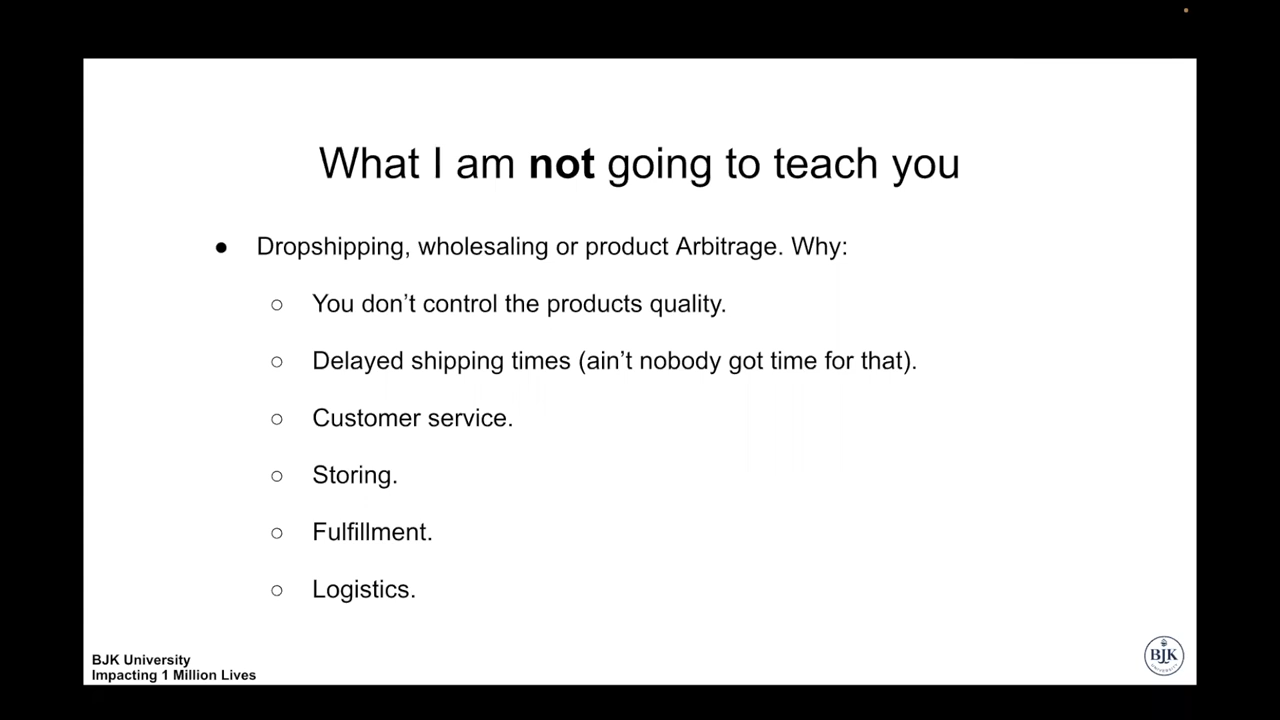 What I am not going to teach you
● Dropshipping, wholesaling or product Arbitrage. Why:
○ You don’t control the products quality.
○ Delayed shipping times (ain’t nobody got time for that).
○ Customer service.
○ Storing.
○ Fulfillment.
○ Logistics.
BJK University
Impacting 1 Million Lives
BJK
UNIVERSITY